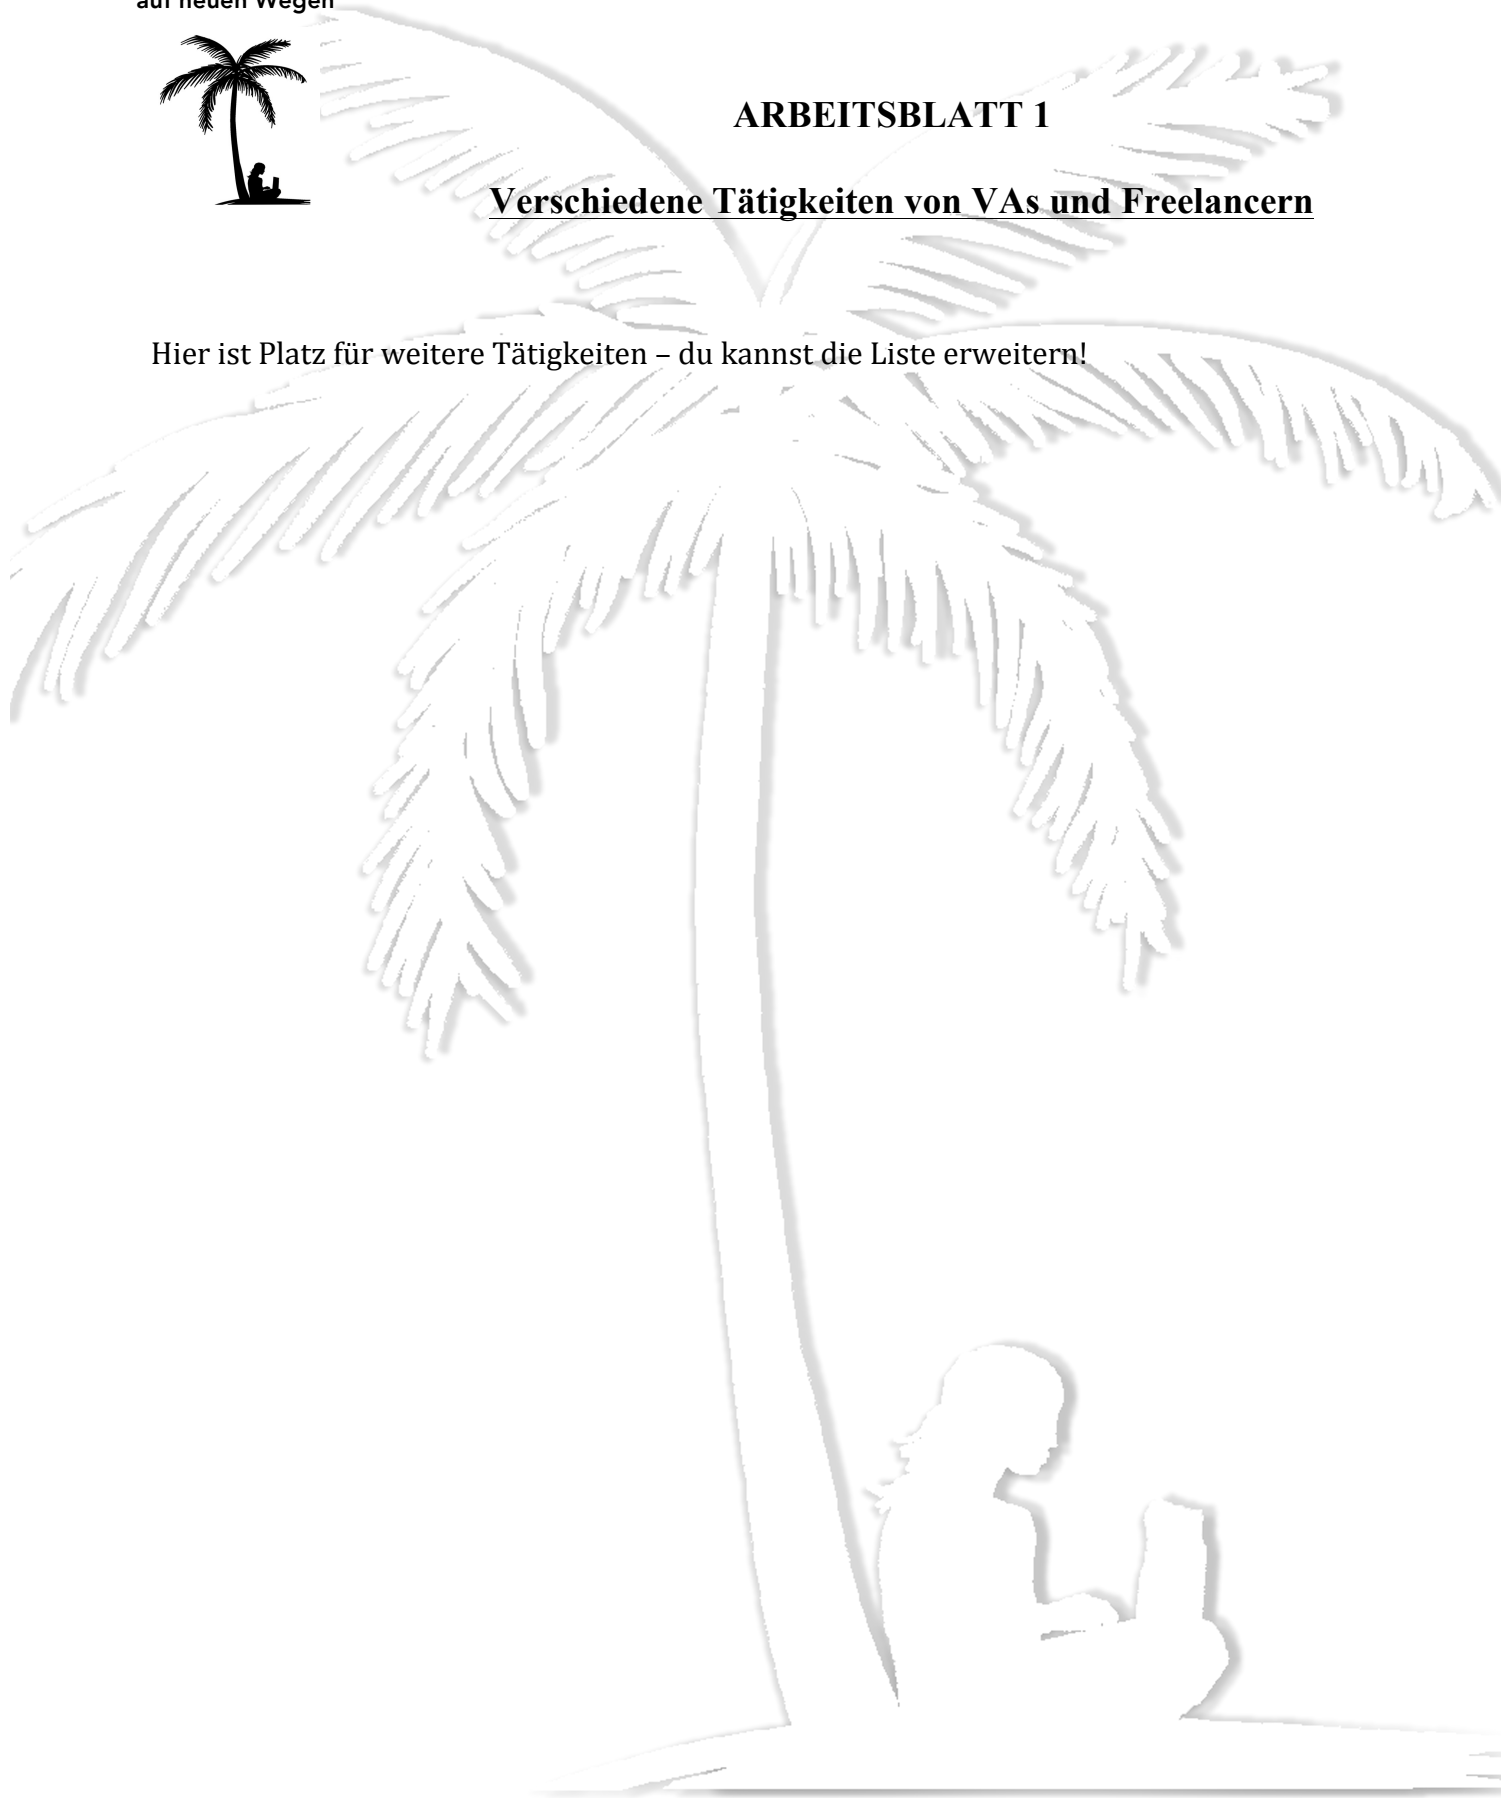 auf neuen Wegen
ARBEITSBLATT 1
Verschiedene Tätigkeiten von VAs und Freelancern
Hier ist Platz für weitere Tätigkeiten – du kannst die Liste erweitern!